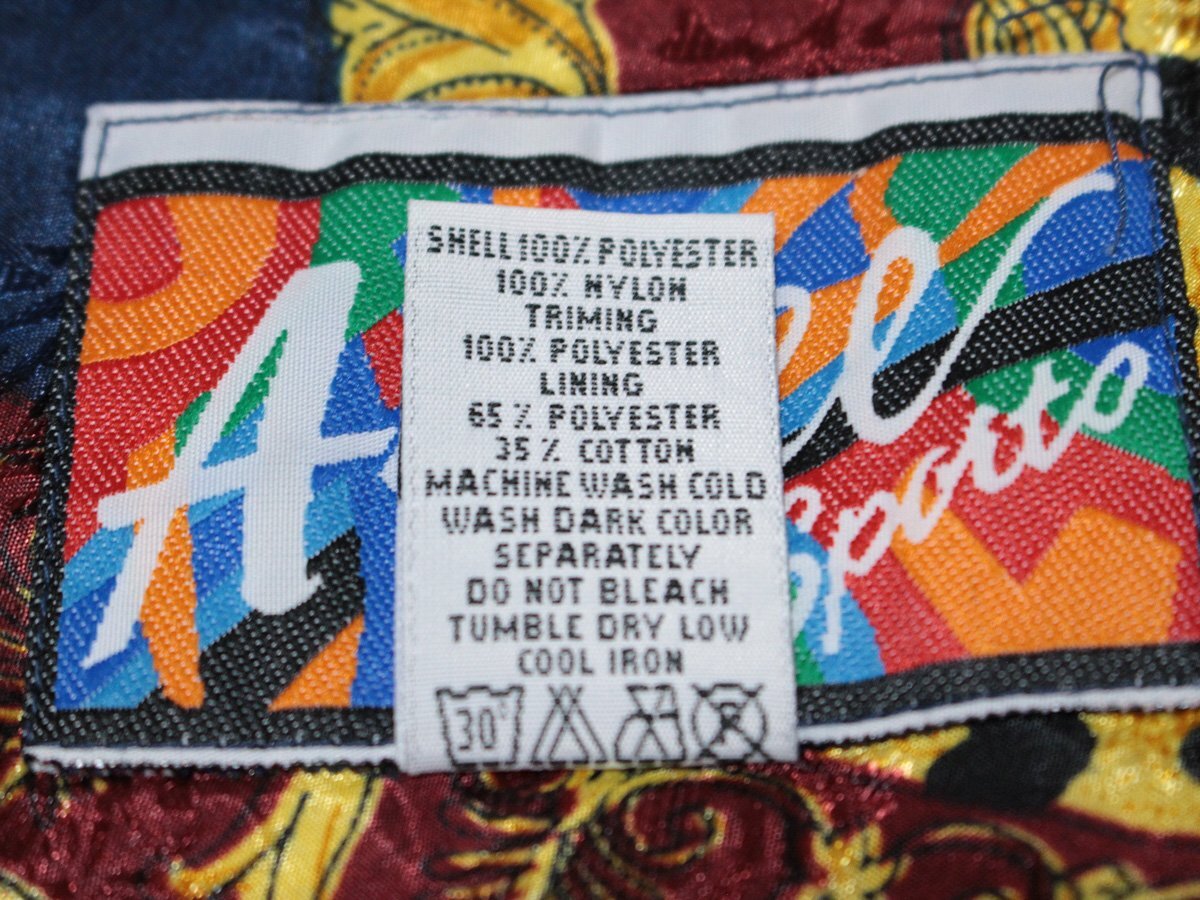 SHELL 100% POLYESTER
100% NYLON
TRIMING
100% POLYESTER
LINING
65% POLYESTER
35% COTTON
MACHINE WASH COLD
WASH DARK COLOR
SEPARATELY
DO NOT BLEACH
TUMBLE DRY LOW
COOL IRON
30°